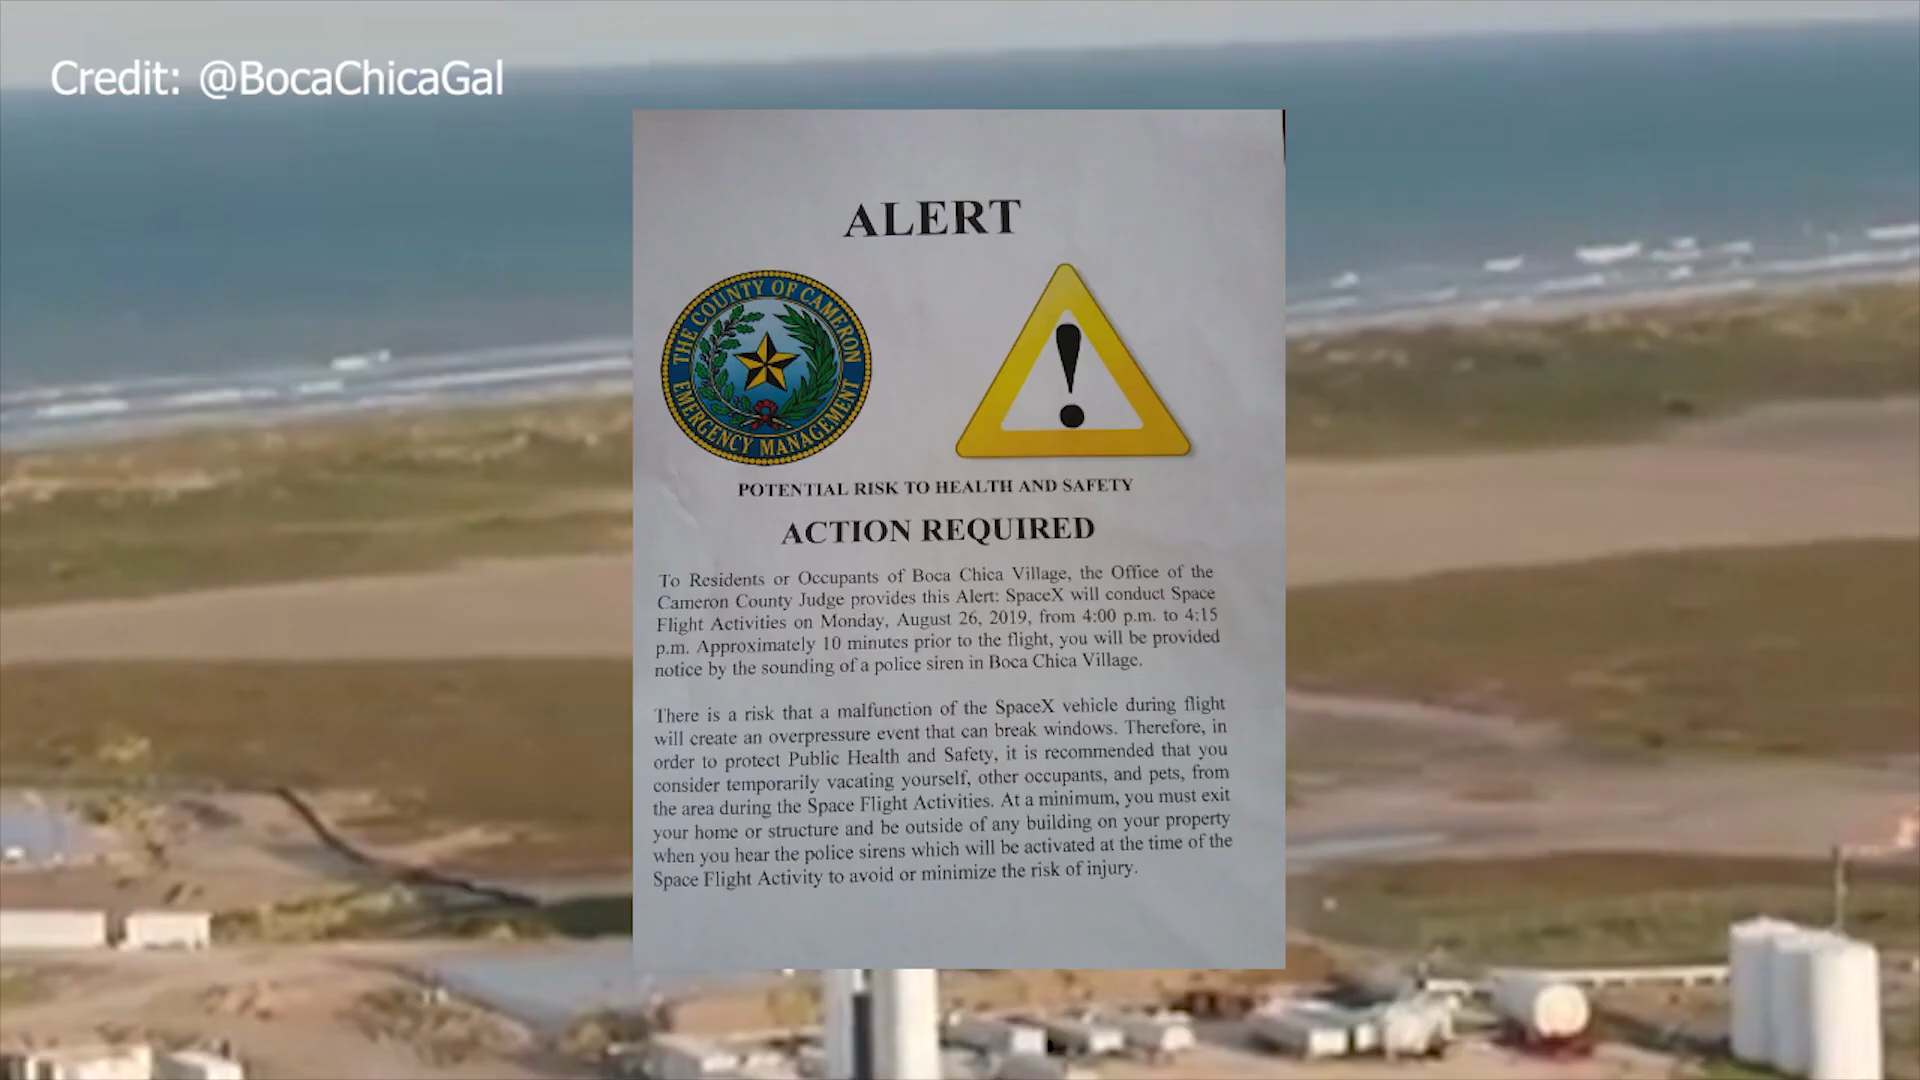 Credit: @BocaChicaGal
ALERT
THE COUNTY OF CAMERON
EMERGENCY MANAGEMENT
POTENTIAL RISK TO HEALTH AND SAFETY
ACTION REQUIRED
To Residents or Occupants of Boca Chica Village, the Office of the
Cameron County Judge provides this Alert: SpaceX will conduct Space
Flight Activities on Monday, August 26, 2019, from 4:00 p.m. to 4:15
p.m. Approximately 10 minutes prior to the flight, you will be provided
notice by the sounding of a police siren in Boca Chica Village.
There is a risk that a malfunction of the SpaceX vehicle during flight
will create an overpressure event that can break windows. Therefore, in
order to protect Public Health and Safety, it is recommended that you
consider temporarily vacating yourself, other occupants, and pets, from
the area during the Space Flight Activities. At a minimum, you must exit
your home or structure and be outside of any building on your property
when you hear the police sirens which will be activated at the time of the
Space Flight Activity to avoid or minimize the risk of injury.